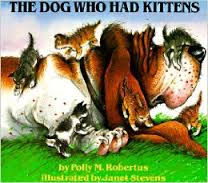 THE DOG WHO HAD KITTENS
by Polly M. Robertus
illustrated by Janet Stevens